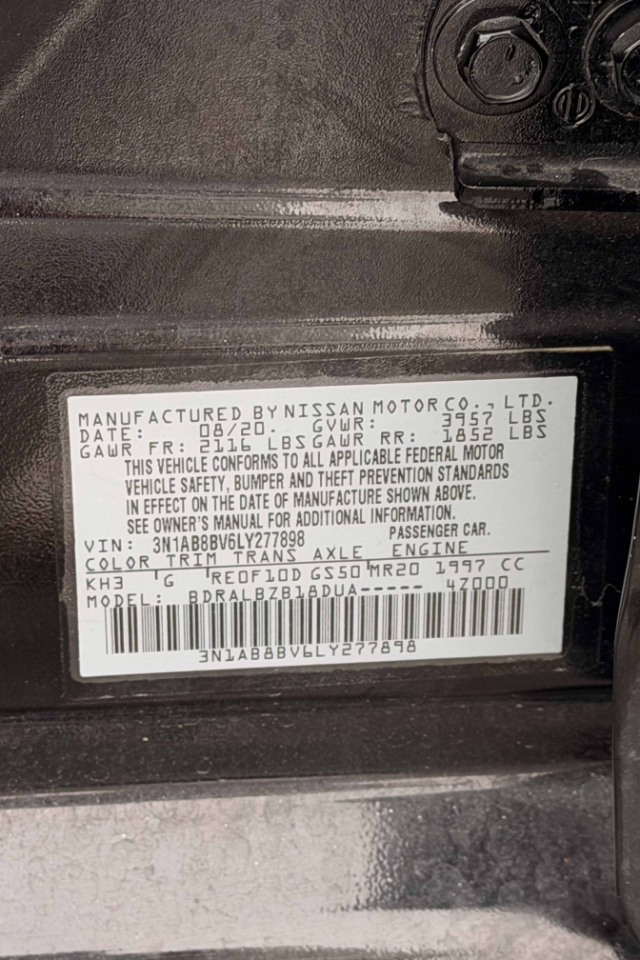 MANUFACTURED BY NISSAN MOTOR CO., LTD.
DATE: 08/20. GVWR: 3957 LBS
GAWR FR: 2116 LBS GAWR RR: 1852 LBS
THIS VEHICLE CONFORMS TO ALL APPLICABLE FEDERAL MOTOR
VEHICLE SAFETY, BUMPER AND THEFT PREVENTION STANDARDS
IN EFFECT ON THE DATE OF MANUFACTURE SHOWN ABOVE.
SEE OWNER'S MANUAL FOR ADDITIONAL INFORMATION.
VIN: 3N1AB8BV6LY277898 PASSENGER CAR.
COLOR TRIM TRANS AXLE ENGINE
KH3 G RE0F10D GS50 MR20 1997 CC
MODEL: BDRALBZB18DUA----- 4Z000
3N1AB8BV6LY277898